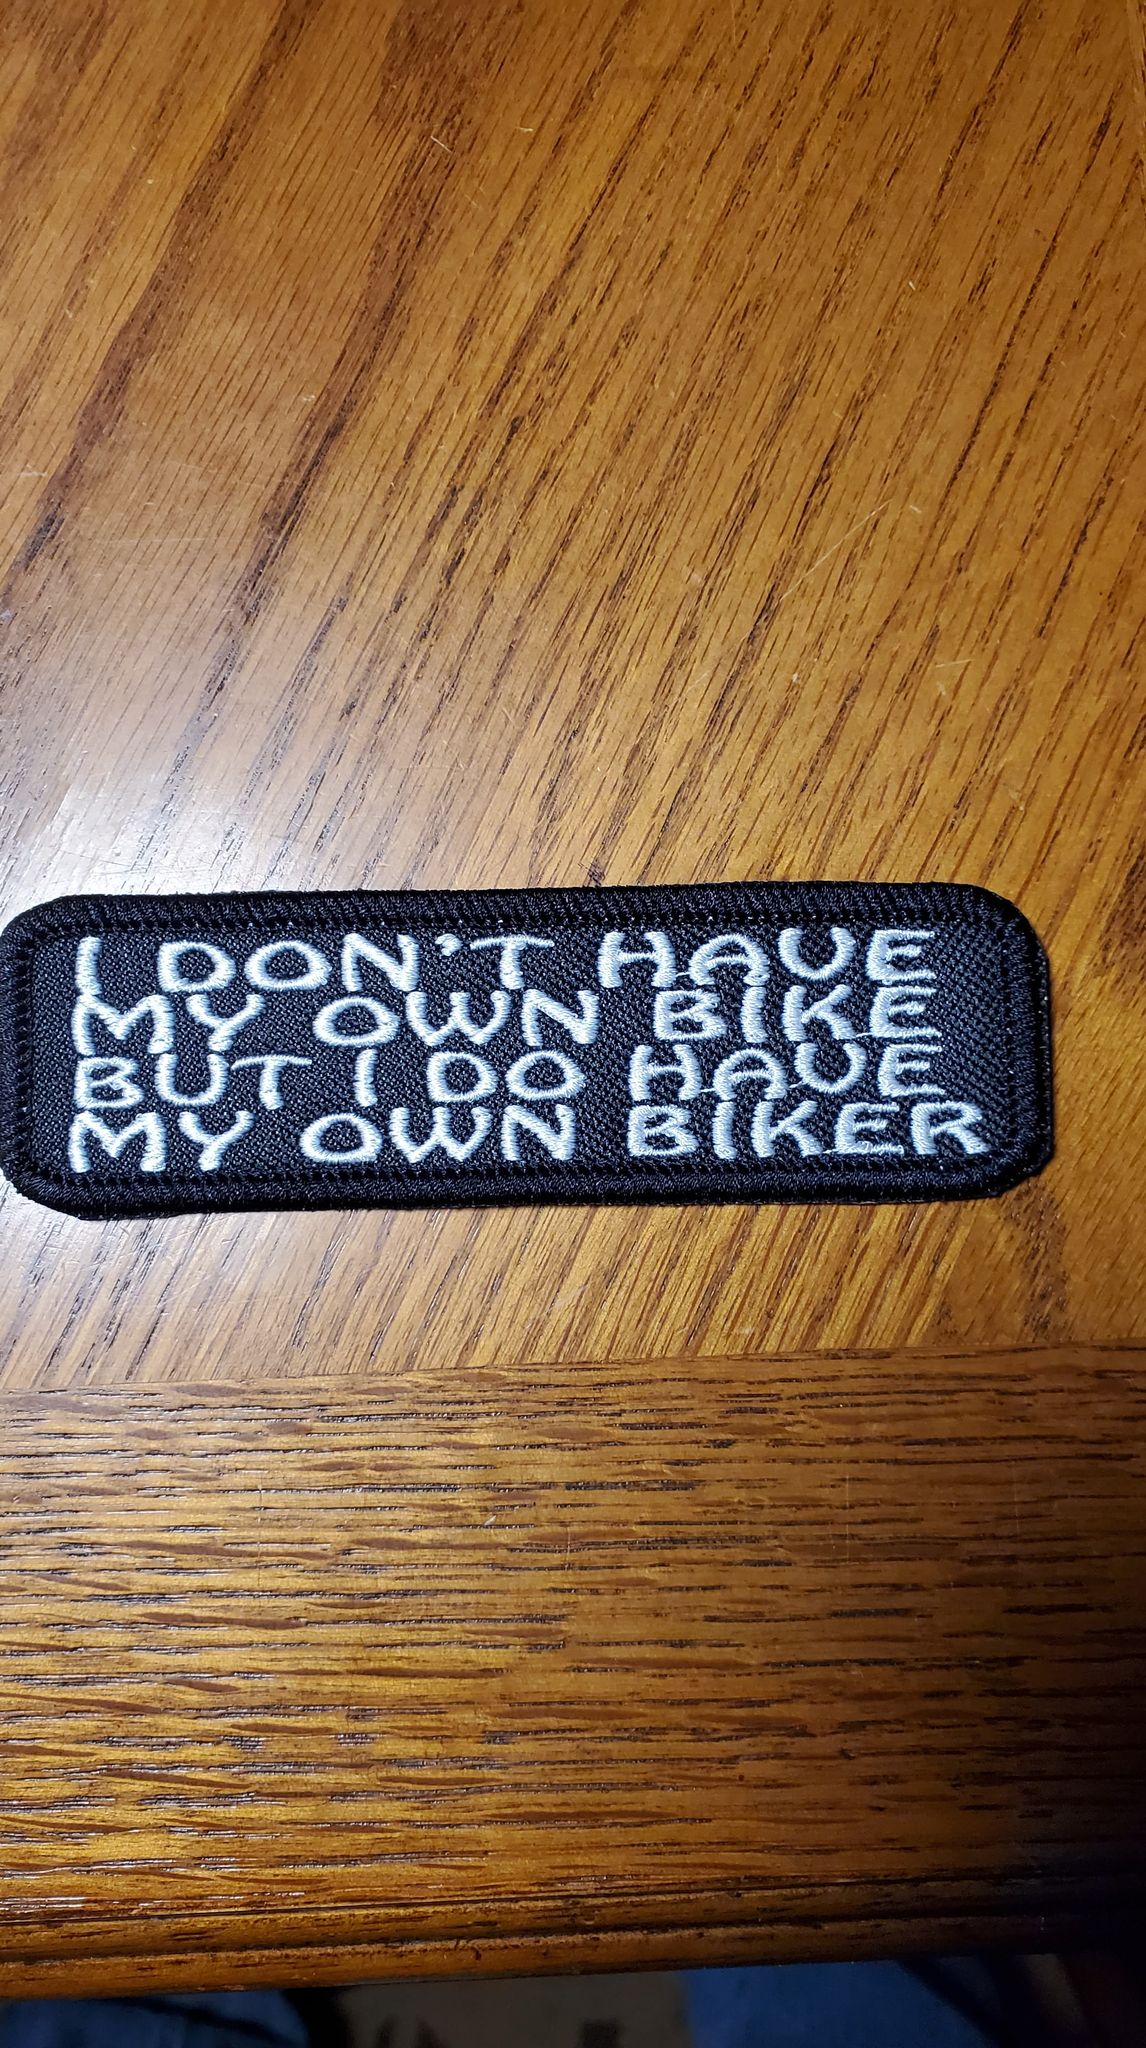 I DON'T HAVE
MY OWN BIKE
BUT I DO HAVE
MY OWN BIKER